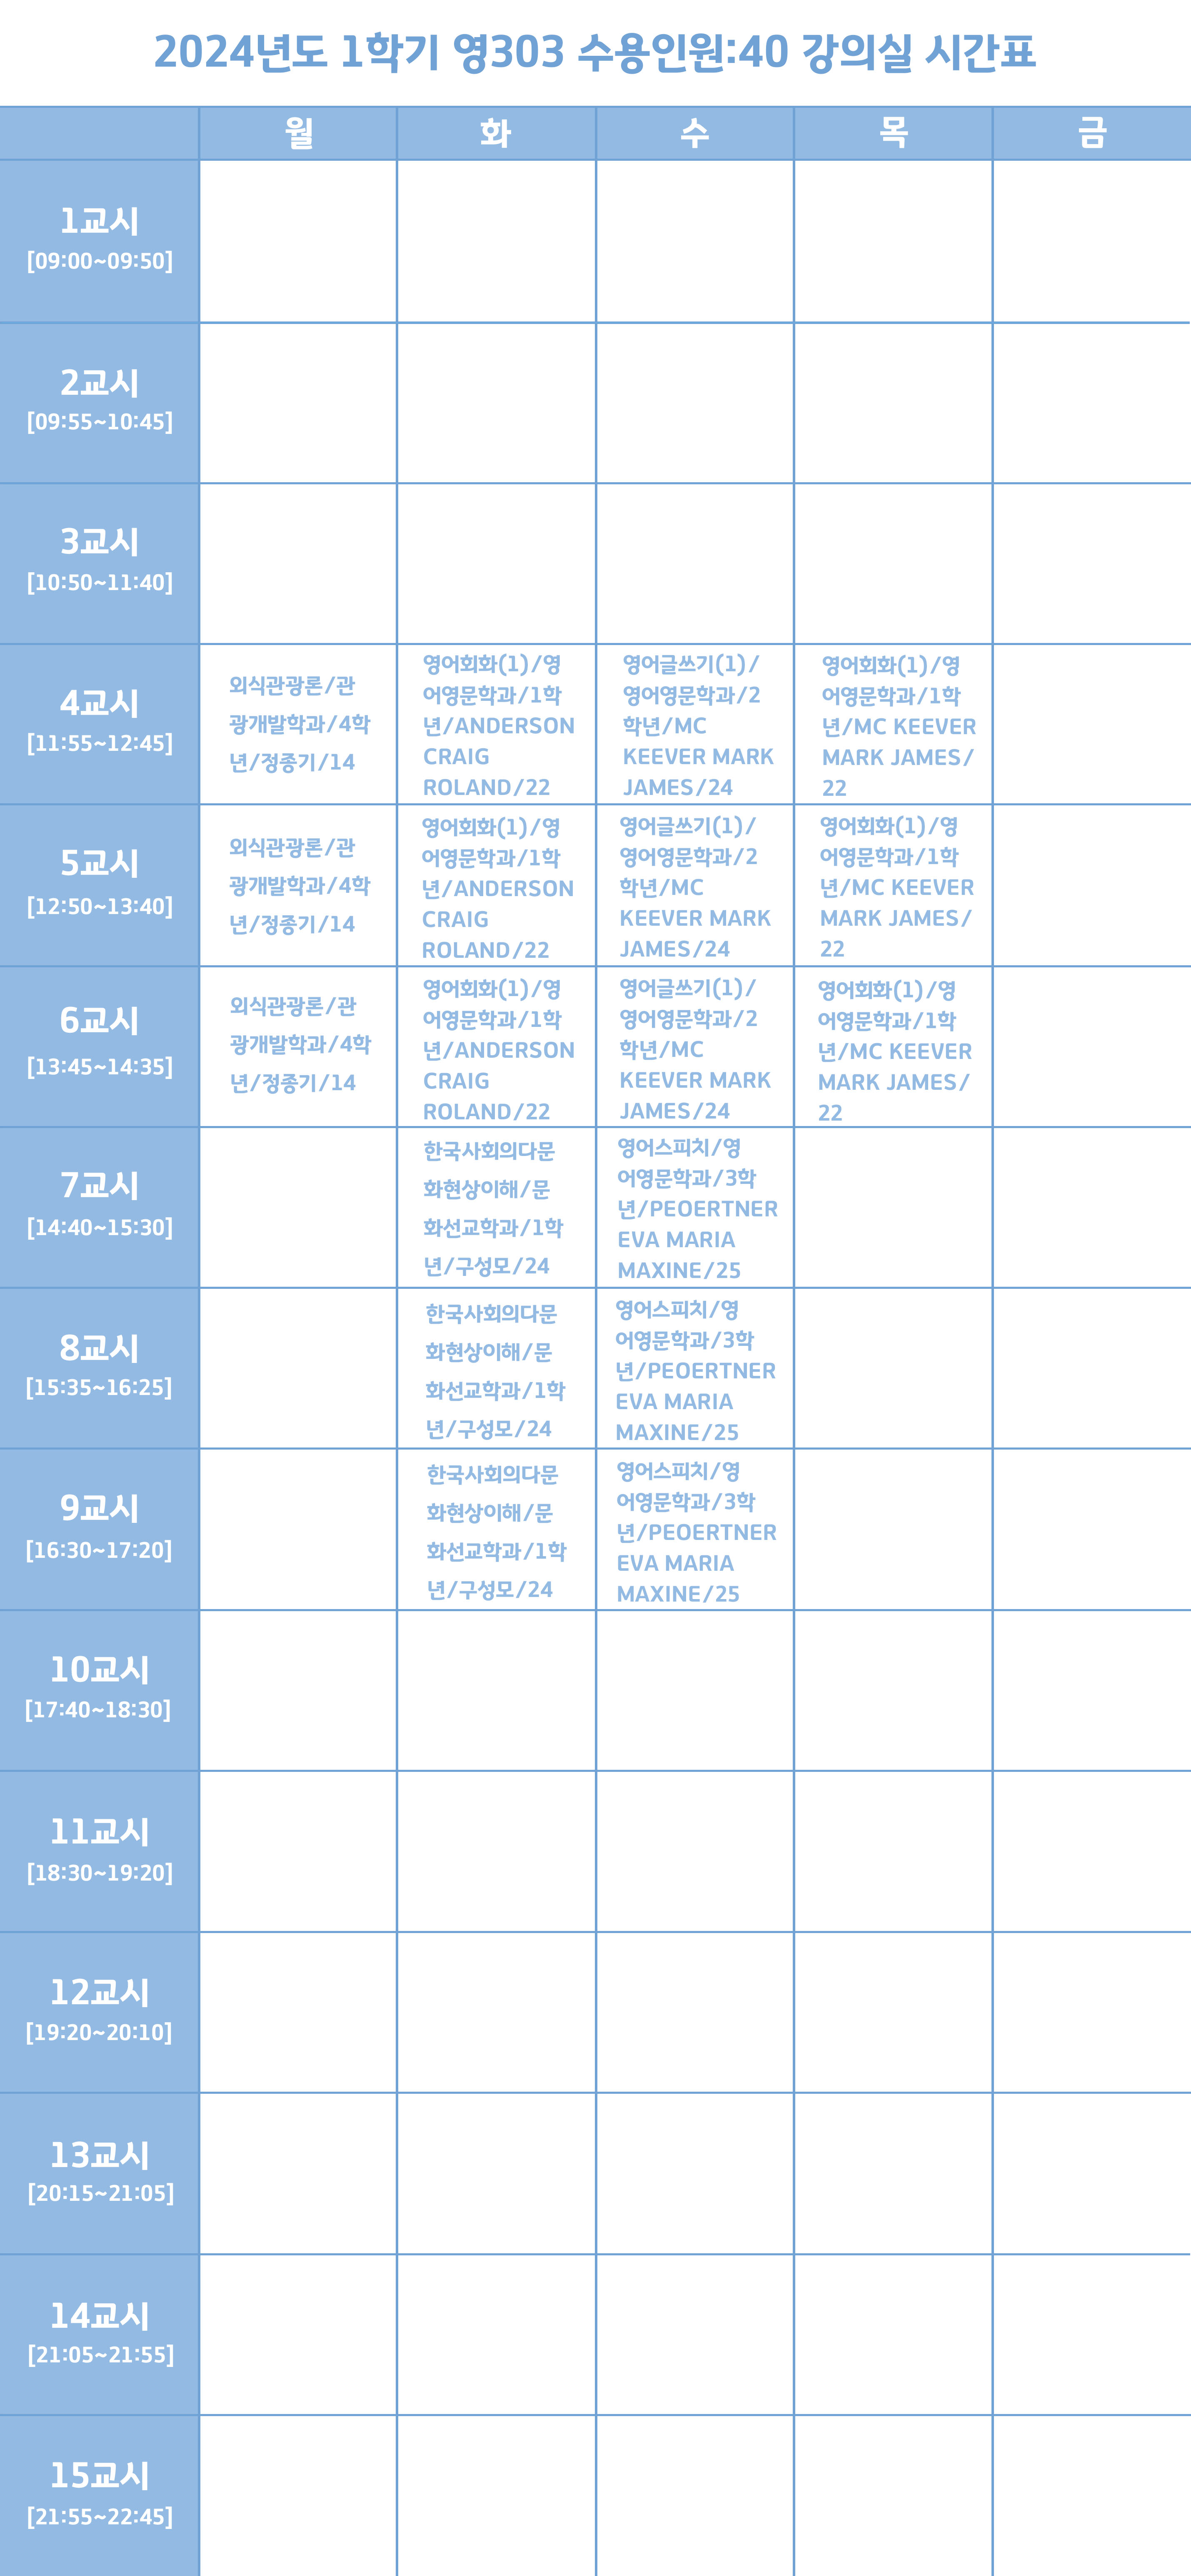 2024년도 1학기 영303 수용인원:40 강의실 시간표
월 화 수 목 금
1교시
[09:00~09:50]
2교시
[09:55~10:45]
3교시
[10:50~11:40]
4교시
[11:55~12:45]
외식관광론/관
광개발학과/4학
년/정종기/14
영어회화(1)/영
어영문학과/1학
년/ANDERSON
CRAIG
ROLAND/22
영어글쓰기(1)/
영어영문학과/2
학년/MC
KEEVER MARK
JAMES/24
영어회화(1)/영
어영문학과/1학
년/MC KEEVER
MARK JAMES/
22
5교시
[12:50~13:40]
외식관광론/관
광개발학과/4학
년/정종기/14
영어회화(1)/영
어영문학과/1학
년/ANDERSON
CRAIG
ROLAND/22
영어글쓰기(1)/
영어영문학과/2
학년/MC
KEEVER MARK
JAMES/24
영어회화(1)/영
어영문학과/1학
년/MC KEEVER
MARK JAMES/
22
6교시
[13:45~14:35]
외식관광론/관
광개발학과/4학
년/정종기/14
영어회화(1)/영
어영문학과/1학
년/ANDERSON
CRAIG
ROLAND/22
영어글쓰기(1)/
영어영문학과/2
학년/MC
KEEVER MARK
JAMES/24
영어회화(1)/영
어영문학과/1학
년/MC KEEVER
MARK JAMES/
22
7교시
[14:40~15:30]
한국사회의다문
화현상이해/문
화선교학과/1학
년/구성모/24
영어스피치/영
어영문학과/3학
년/PEOERTNER
EVA MARIA
MAXINE/25
8교시
[15:35~16:25]
한국사회의다문
화현상이해/문
화선교학과/1학
년/구성모/24
영어스피치/영
어영문학과/3학
년/PEOERTNER
EVA MARIA
MAXINE/25
9교시
[16:30~17:20]
한국사회의다문
화현상이해/문
화선교학과/1학
년/구성모/24
영어스피치/영
어영문학과/3학
년/PEOERTNER
EVA MARIA
MAXINE/25
10교시
[17:40~18:30]
11교시
[18:30~19:20]
12교시
[19:20~20:10]
13교시
[20:15~21:05]
14교시
[21:05~21:55]
15교시
[21:55~22:45]